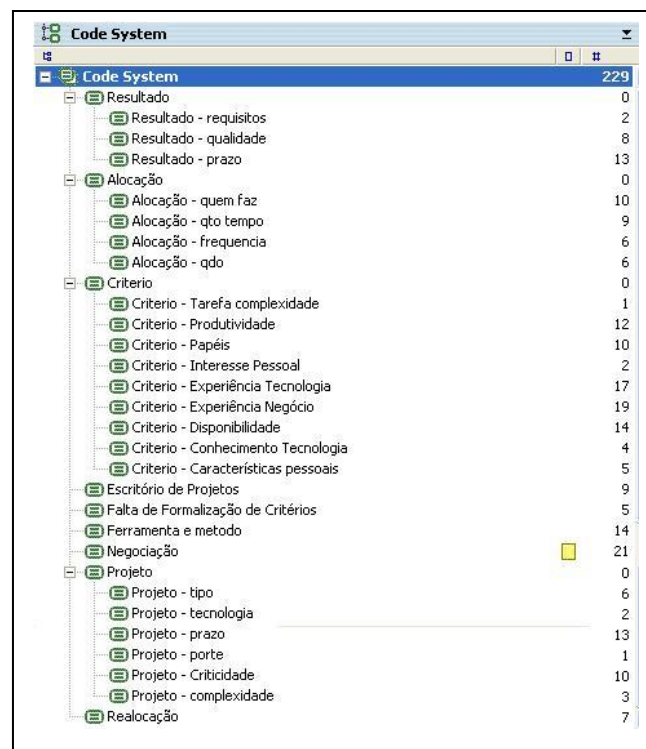 Code System
#
Code System 229
Resultado 0
Resultado - requisitos 2
Resultado - qualidade 8
Resultado - prazo 13
Alocação 0
Alocação - quem faz 10
Alocação - qto tempo 9
Alocação - frequencia 6
Alocação - qdo 6
Criterio 0
Criterio - Tarefa complexidade 1
Criterio - Produtividade 12
Criterio - Papéis 10
Criterio - Interesse Pessoal 2
Criterio - Experiência Tecnologia 17
Criterio - Experiência Negócio 19
Criterio - Disponibilidade 14
Criterio - Conhecimento Tecnologia 4
Criterio - Características pessoais 5
Escritório de Projetos 9
Falta de Formalização de Critérios 5
Ferramenta e metodo 14
Negociação 21
Projeto 0
Projeto - tipo 6
Projeto - tecnologia 2
Projeto - prazo 13
Projeto - porte 1
Projeto - Criticidade 10
Projeto - complexidade 3
Realocação 7